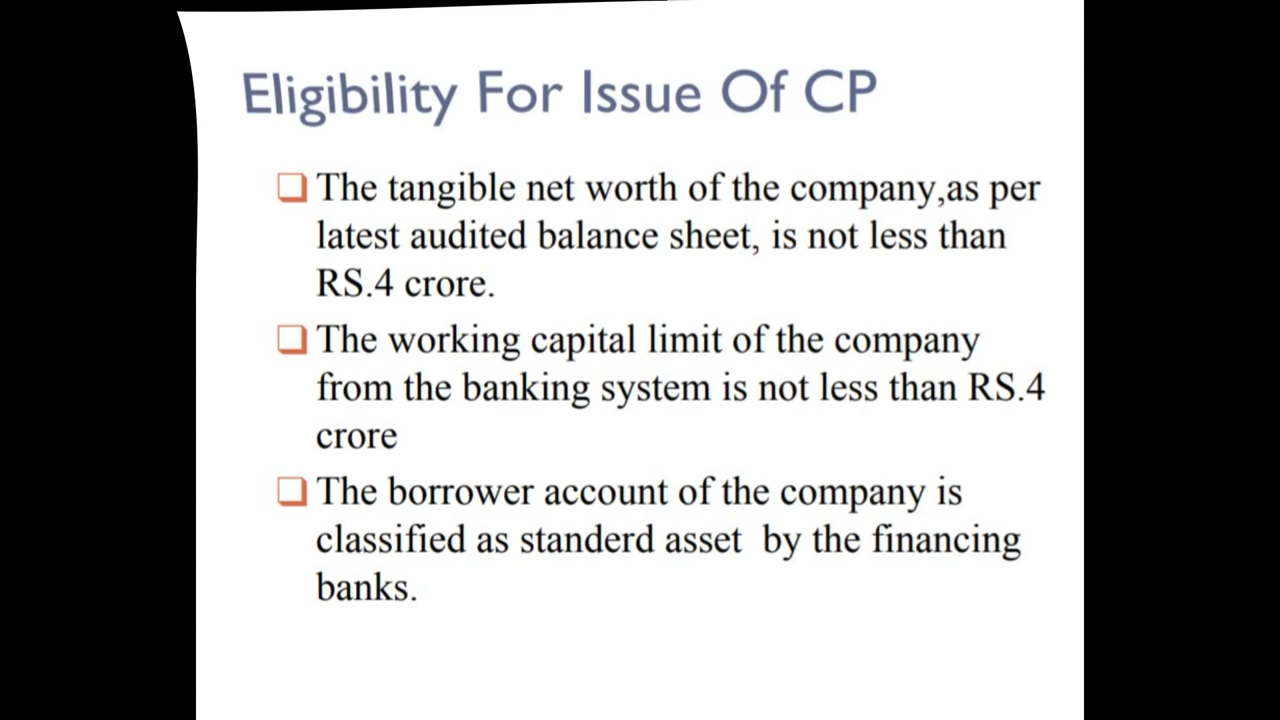 Eligibility For Issue Of CP
The tangible net worth of the company,as per
latest audited balance sheet, is not less than
RS.4 crore.
The working capital limit of the company
from the banking system is not less than RS.4
crore
The borrower account of the company is
classified as standerd asset  by the financing
banks.